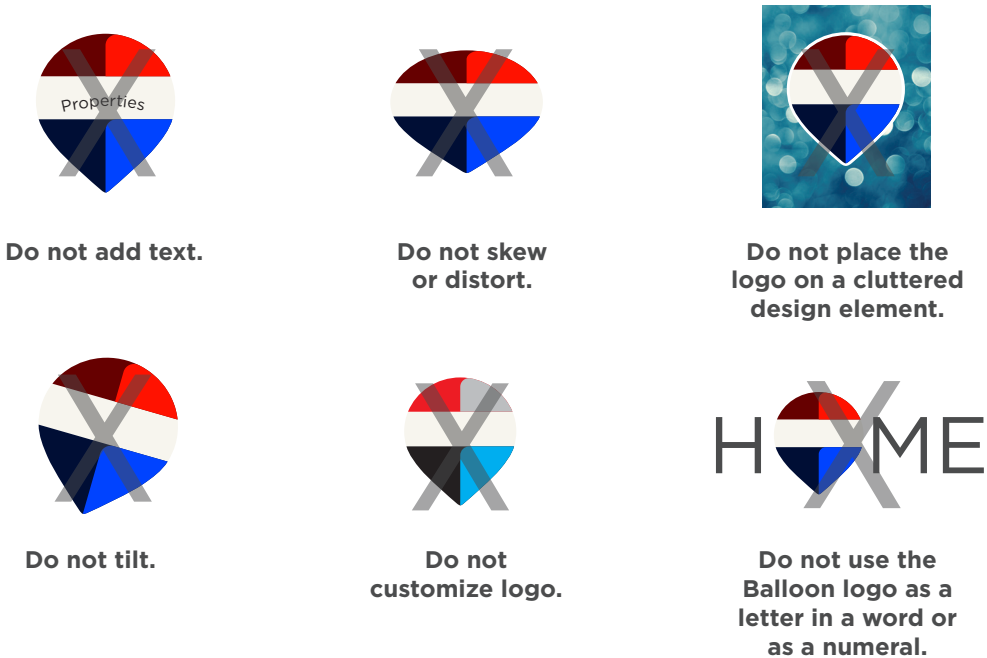 Properties
Do not add text.
Do not skew
or distort.
Do not place the
logo on a cluttered
design element.
Do not tilt.
Do not
customize logo.
H ME
Do not use the
Balloon logo as a
letter in a word or
as a numeral.